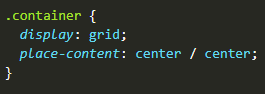 .container {
  display: grid;
  place-content: center / center;
}